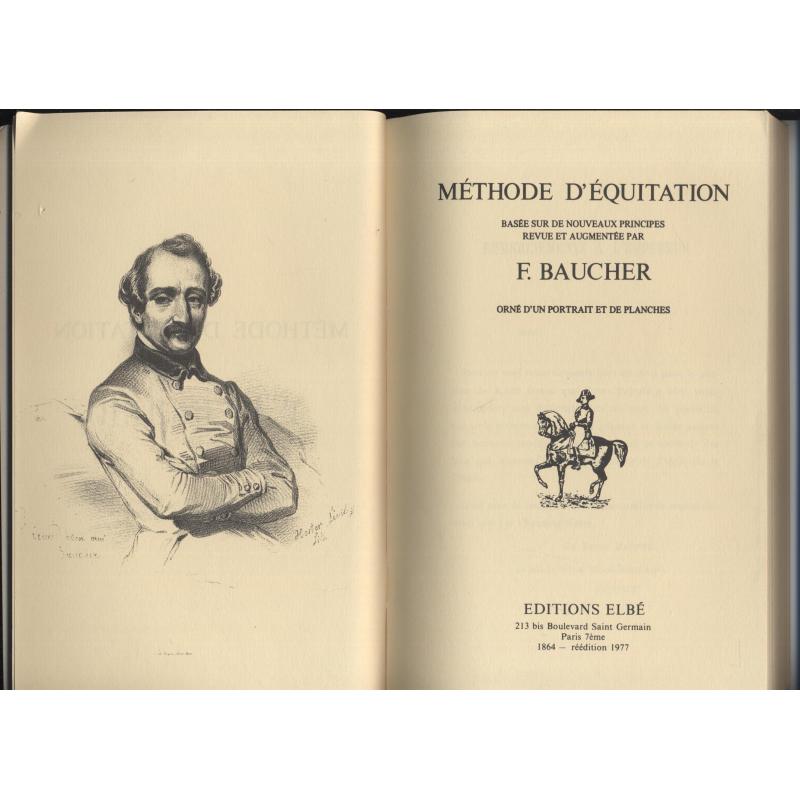 MÉTHODE D'ÉQUITATION
BASÉE SUR DE NOUVEAUX PRINCIPES
REVUE ET AUGMENTÉE PAR
F. BAUCHER
ORNÉ D'UN PORTRAIT ET DE PLANCHES
EDITIONS ELBÉ
213 bis Boulevard Saint Germain
Paris 7ème
1864 — réédition 1977